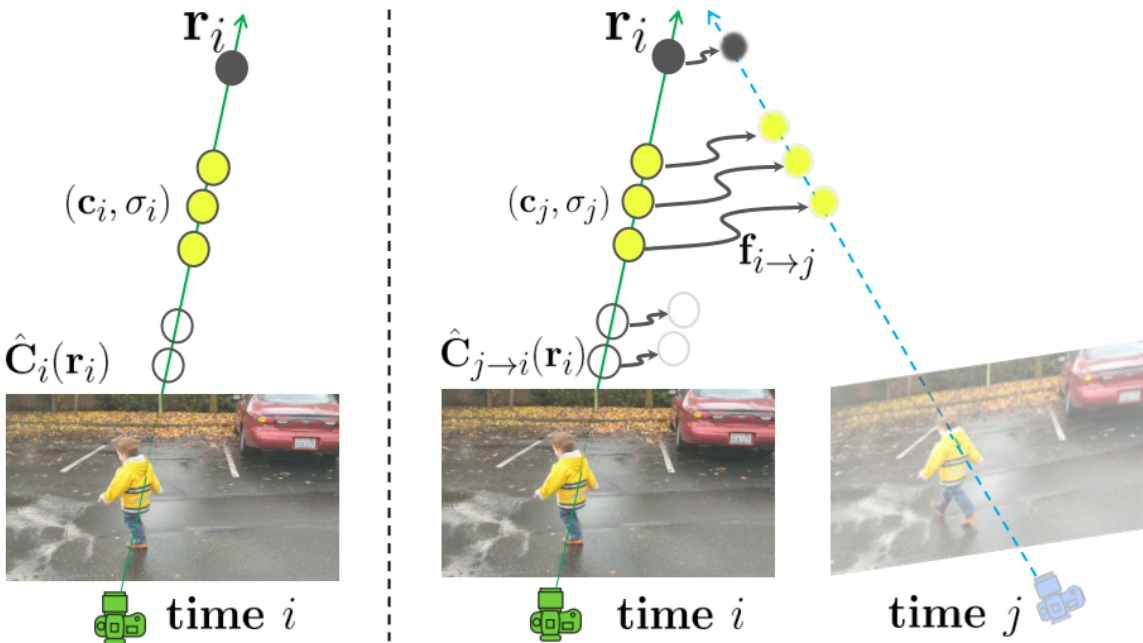 r_i
(c_i, σ_i)
Ĉ_i(r_i)
time i
r_i
(c_j, σ_j)
f_{i→j}
Ĉ_{j→i}(r_i)
time i
time j